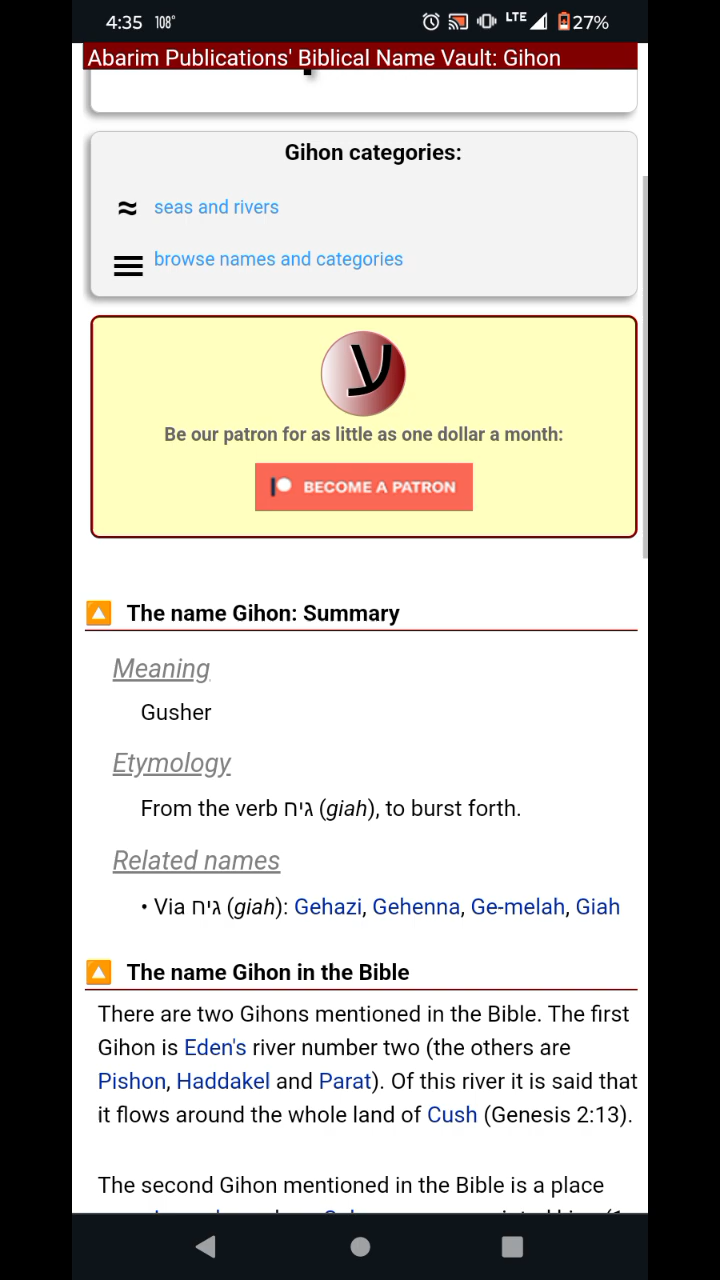 4:35 108° LTE 27%
Abarim Publications' Biblical Name Vault: Gihon
Gihon categories:
≈ seas and rivers
browse names and categories
ע
Be our patron for as little as one dollar a month:
BECOME A PATRON
The name Gihon: Summary
Meaning
Gusher
Etymology
From the verb גיח (giah), to burst forth.
Related names
• Via גיח (giah): Gehazi, Gehenna, Ge-melah, Giah
The name Gihon in the Bible
There are two Gihons mentioned in the Bible. The first
Gihon is Eden's river number two (the others are
Pishon, Haddakel and Parat). Of this river it is said that
it flows around the whole land of Cush (Genesis 2:13).
The second Gihon mentioned in the Bible is a place